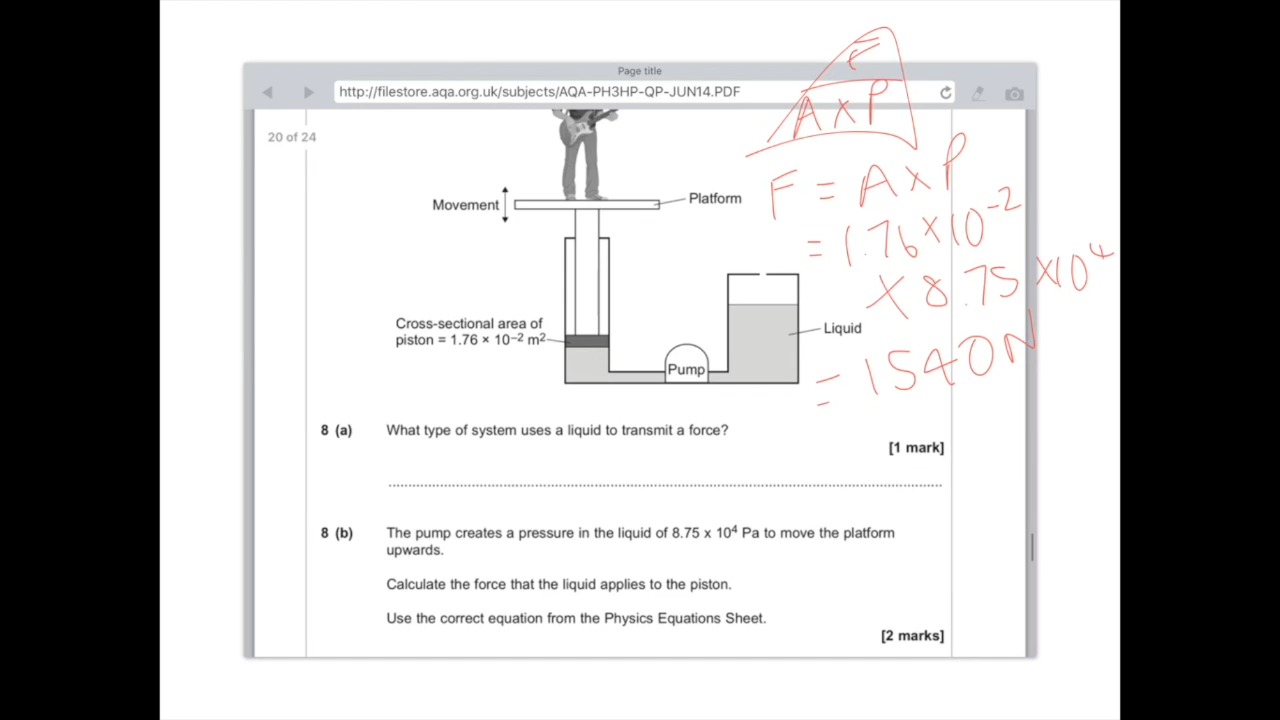 Page title
http://filestore.aqa.org.uk/subjects/AQA-PH3HP-QP-JUN14.PDF
20 of 24
F
A x P
F = A x P
= 1.76 x 10⁻²
x 8.75 x 10⁴
= 1540N
Movement
Platform
Cross-sectional area of
piston = 1.76 × 10⁻² m²
Liquid
Pump
8 (a) What type of system uses a liquid to transmit a force?
[1 mark]
8 (b) The pump creates a pressure in the liquid of 8.75 x 10⁴ Pa to move the platform
upwards.
Calculate the force that the liquid applies to the piston.
Use the correct equation from the Physics Equations Sheet.
[2 marks]